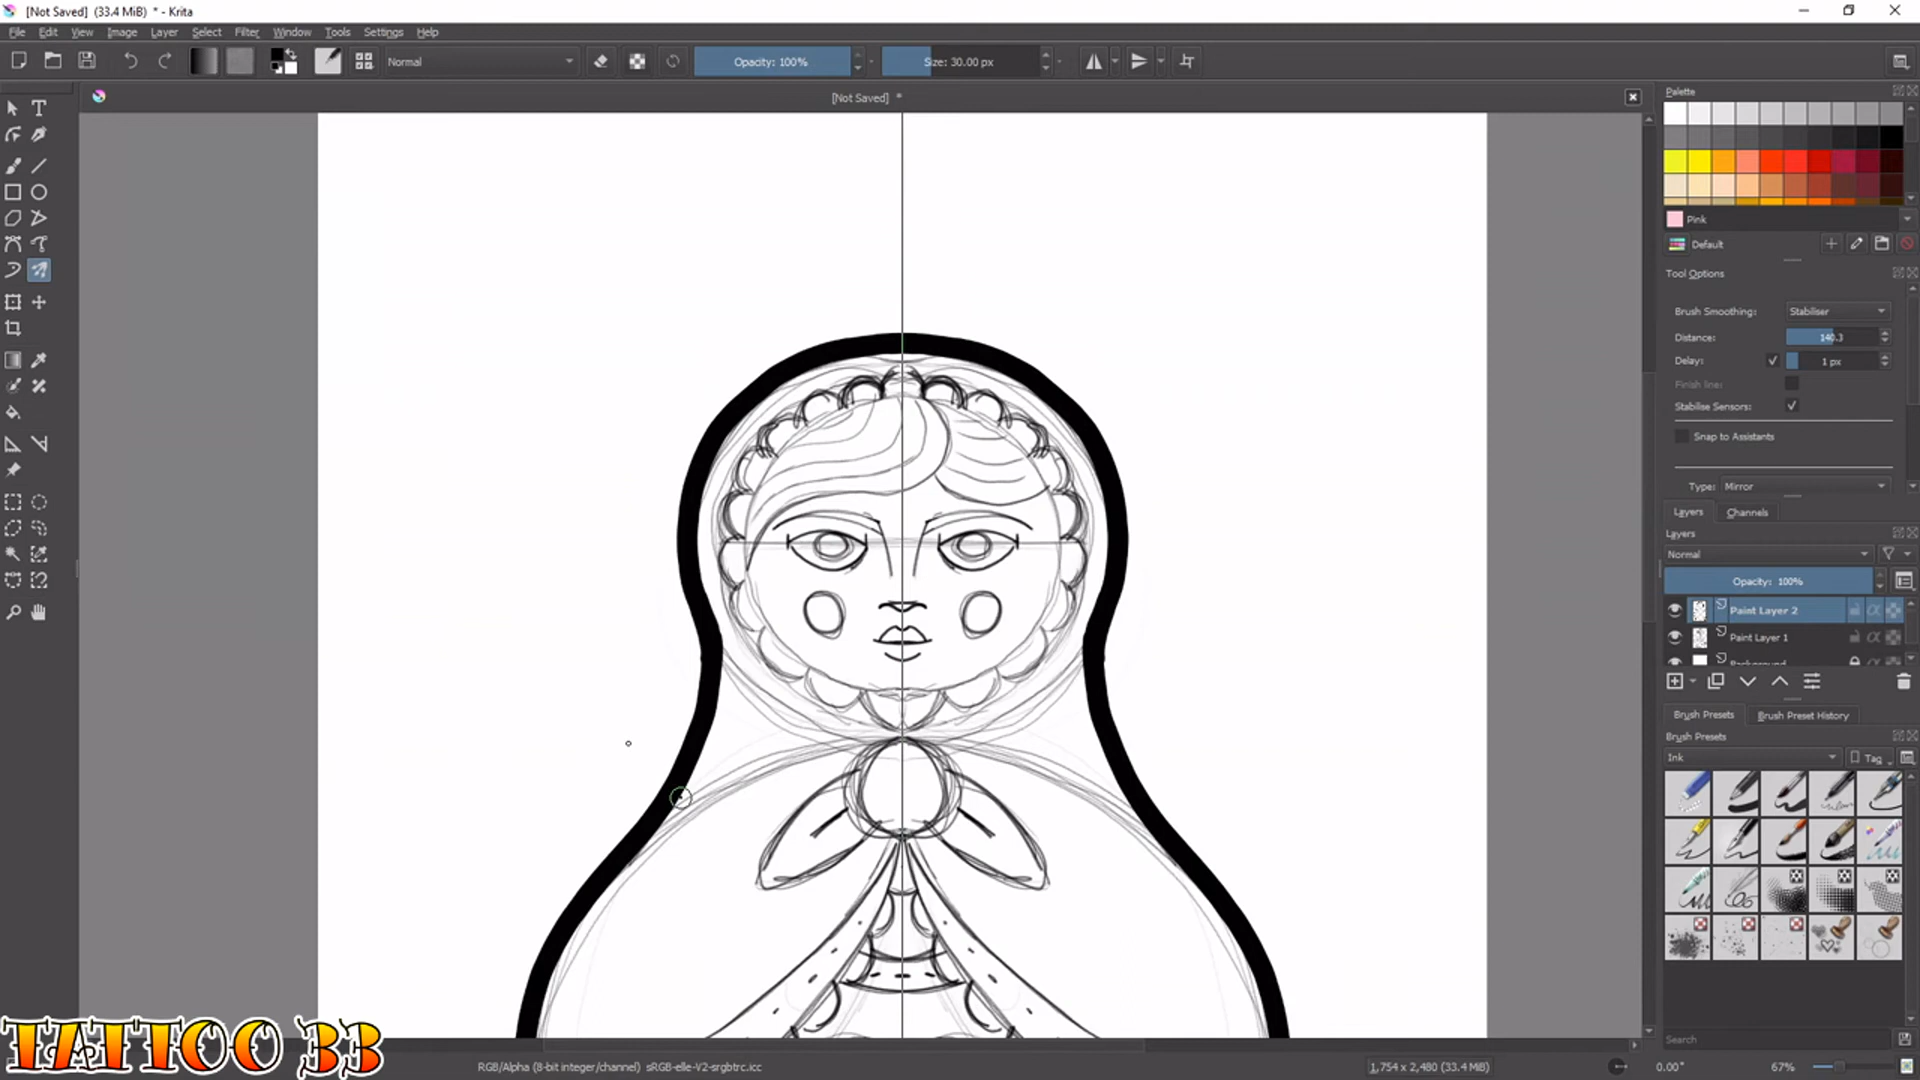 [Not Saved] (33.4 MiB) * - Krita
File Edit View Image Layer Select Filter Window Tools Settings Help
Normal
Opacity: 100%
Size: 30.00 px
[Not Saved] *
Palette
Pink
Default
Tool Options
Brush Smoothing: Stabiliser
Distance: 140.3
Delay: 1 px
Finish line:
Stabilise Sensors:
Snap to Assistants
Type: Mirror
Layers Channels
Layers
Normal
Opacity: 100%
Paint Layer 2
Paint Layer 1
Background
Brush Presets Brush Preset History
Brush Presets
Ink
Tag
Search
TATTOO 33
RGB/Alpha (8-bit integer/channel) sRGB-elle-V2-srgbtrc.icc
1,754 x 2,480 (33.4 MiB)
0.00°
67%